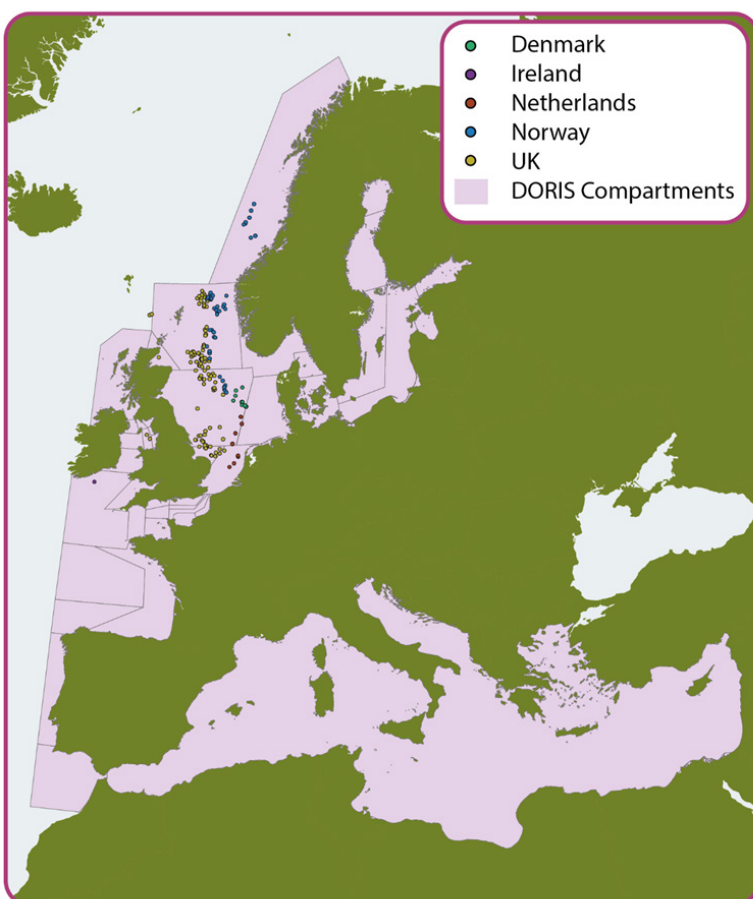 Denmark
Ireland
Netherlands
Norway
UK
DORIS Compartments